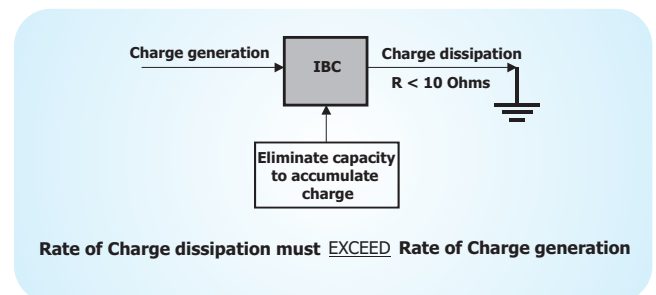 Charge generation
IBC
Charge dissipation
R < 10 Ohms
Eliminate capacity
to accumulate
charge
Rate of Charge dissipation must EXCEED Rate of Charge generation